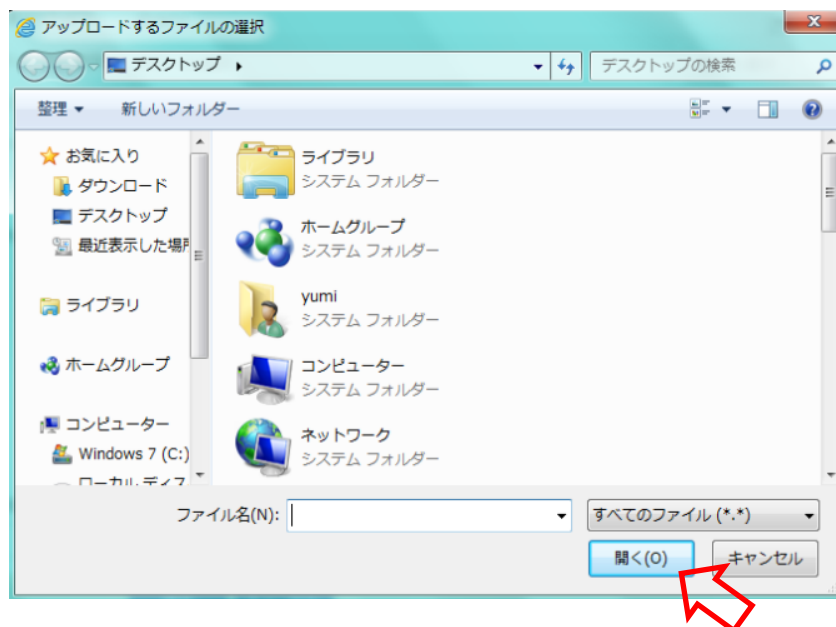 アップロードするファイルの選択
デスクトップ
デスクトップの検索
整理
新しいフォルダー
お気に入り
ダウンロード
デスクトップ
最近表示した場所
ライブラリ
ホームグループ
コンピューター
Windows 7 (C:)
ローカル ディス
ライブラリ
システム フォルダー
ホームグループ
システム フォルダー
yumi
システム フォルダー
コンピューター
システム フォルダー
ネットワーク
システム フォルダー
ファイル名(N):
すべてのファイル (*.*)
開く(O)
キャンセル